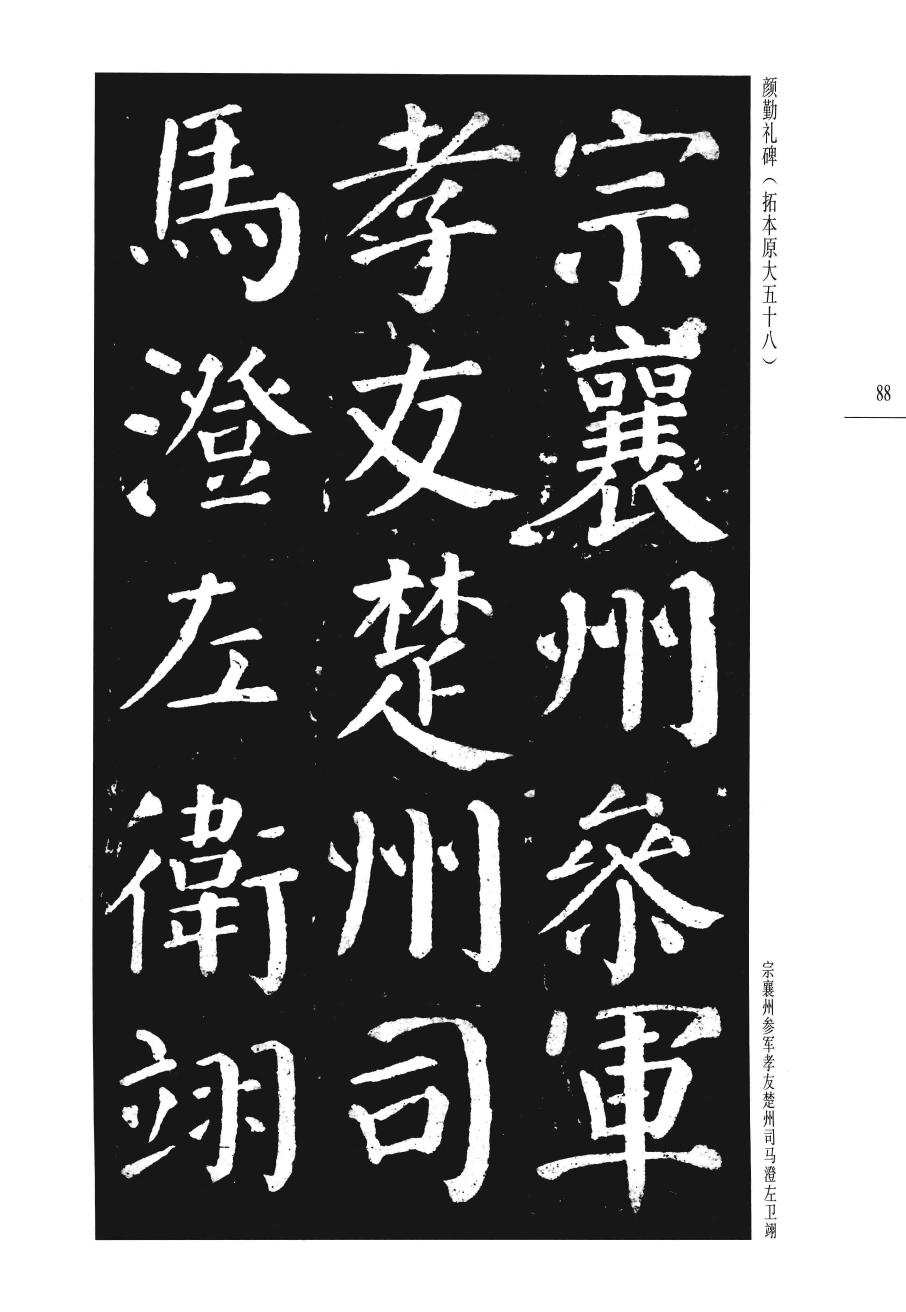 颜勤礼碑（拓本原大五十八）
88
宗襄州参軍
孝友楚州司
馬澄左衛翊
宗襄州参军孝友楚州司马澄左卫翊